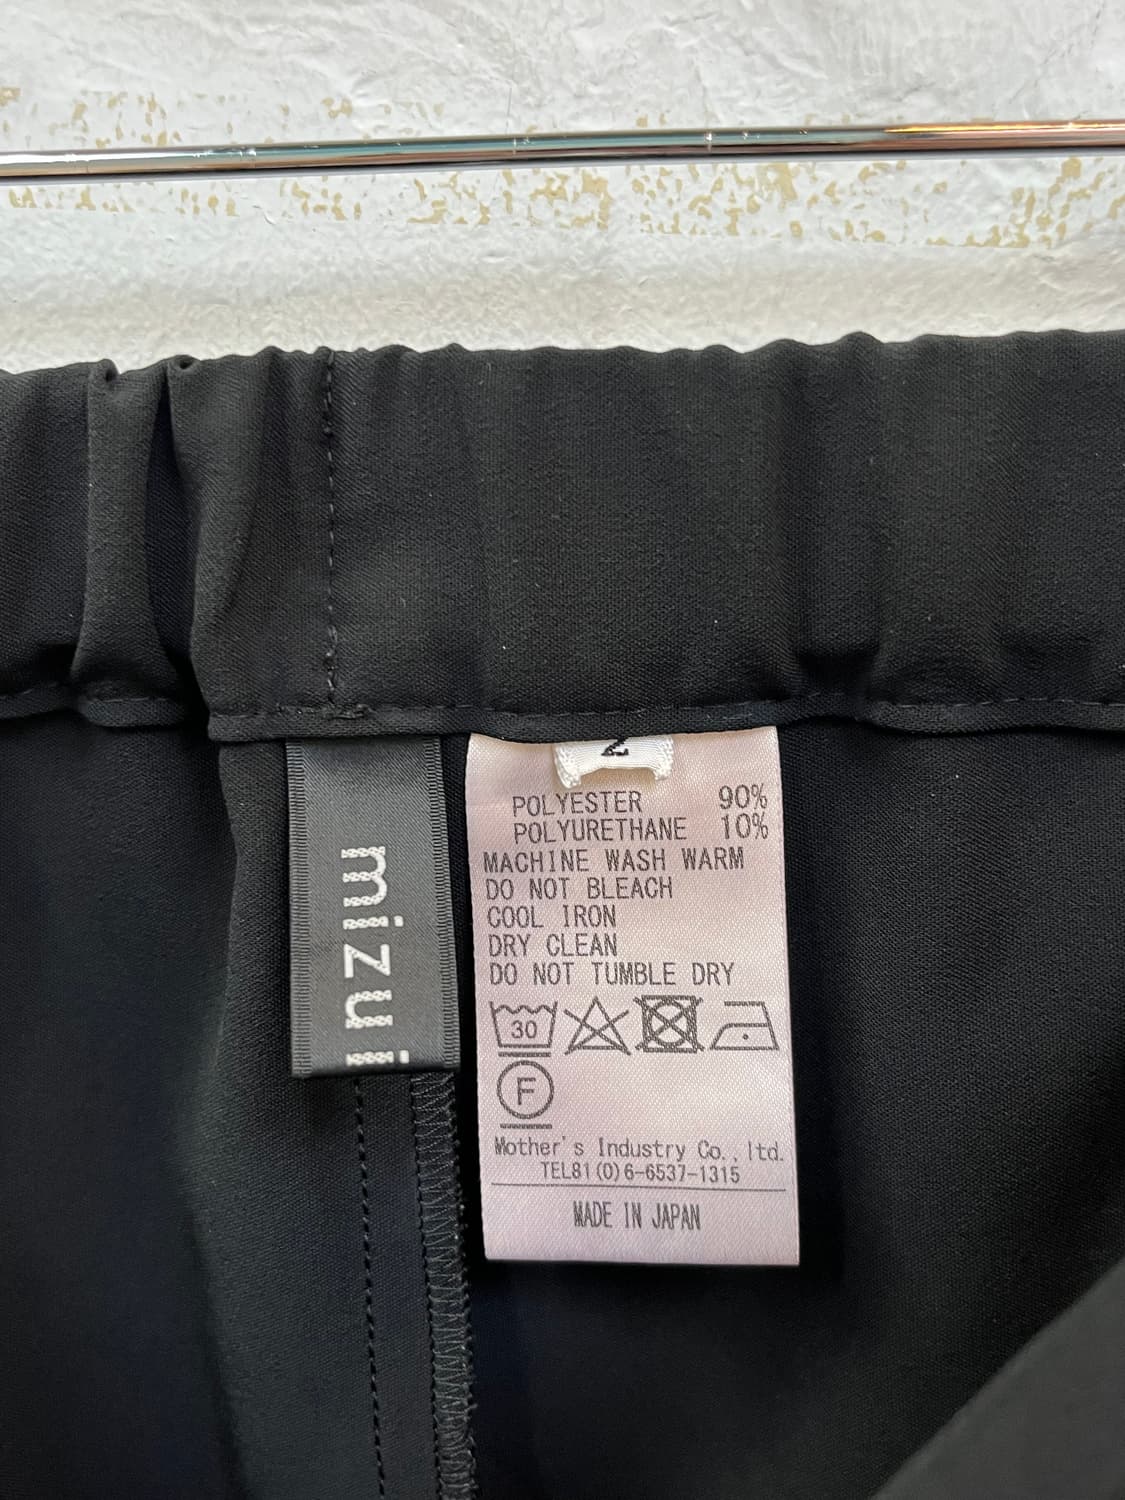 mizuiro
2
POLYESTER 90%
POLYURETHANE 10%
MACHINE WASH WARM
DO NOT BLEACH
COOL IRON
DRY CLEAN
DO NOT TUMBLE DRY
30
F
Mother's Industry Co.,ltd.
TEL81(0)6-6537-1315
MADE IN JAPAN